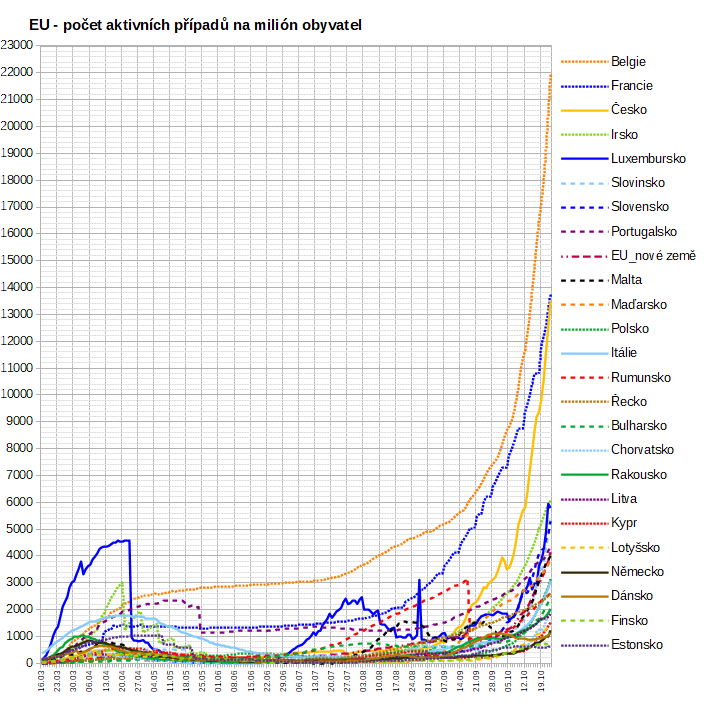 EU - počet aktivních případů na milión obyvatel
23000
22000
21000
20000
19000
18000
17000
16000
15000
14000
13000
12000
11000
10000
9000
8000
7000
6000
5000
4000
3000
2000
1000
0
16.03
23.03
30.03
06.04
13.04
20.04
27.04
04.05
11.05
18.05
25.05
01.06
08.06
15.06
22.06
29.06
06.07
13.07
20.07
27.07
03.08
10.08
17.08
24.08
31.08
07.09
14.09
21.09
28.09
05.10
12.10
19.10
Belgie
Francie
Česko
Irsko
Luxembursko
Slovinsko
Slovensko
Portugalsko
EU_nové země
Malta
Maďarsko
Polsko
Itálie
Rumunsko
Řecko
Bulharsko
Chorvatsko
Rakousko
Litva
Kypr
Lotyšsko
Německo
Dánsko
Finsko
Estonsko